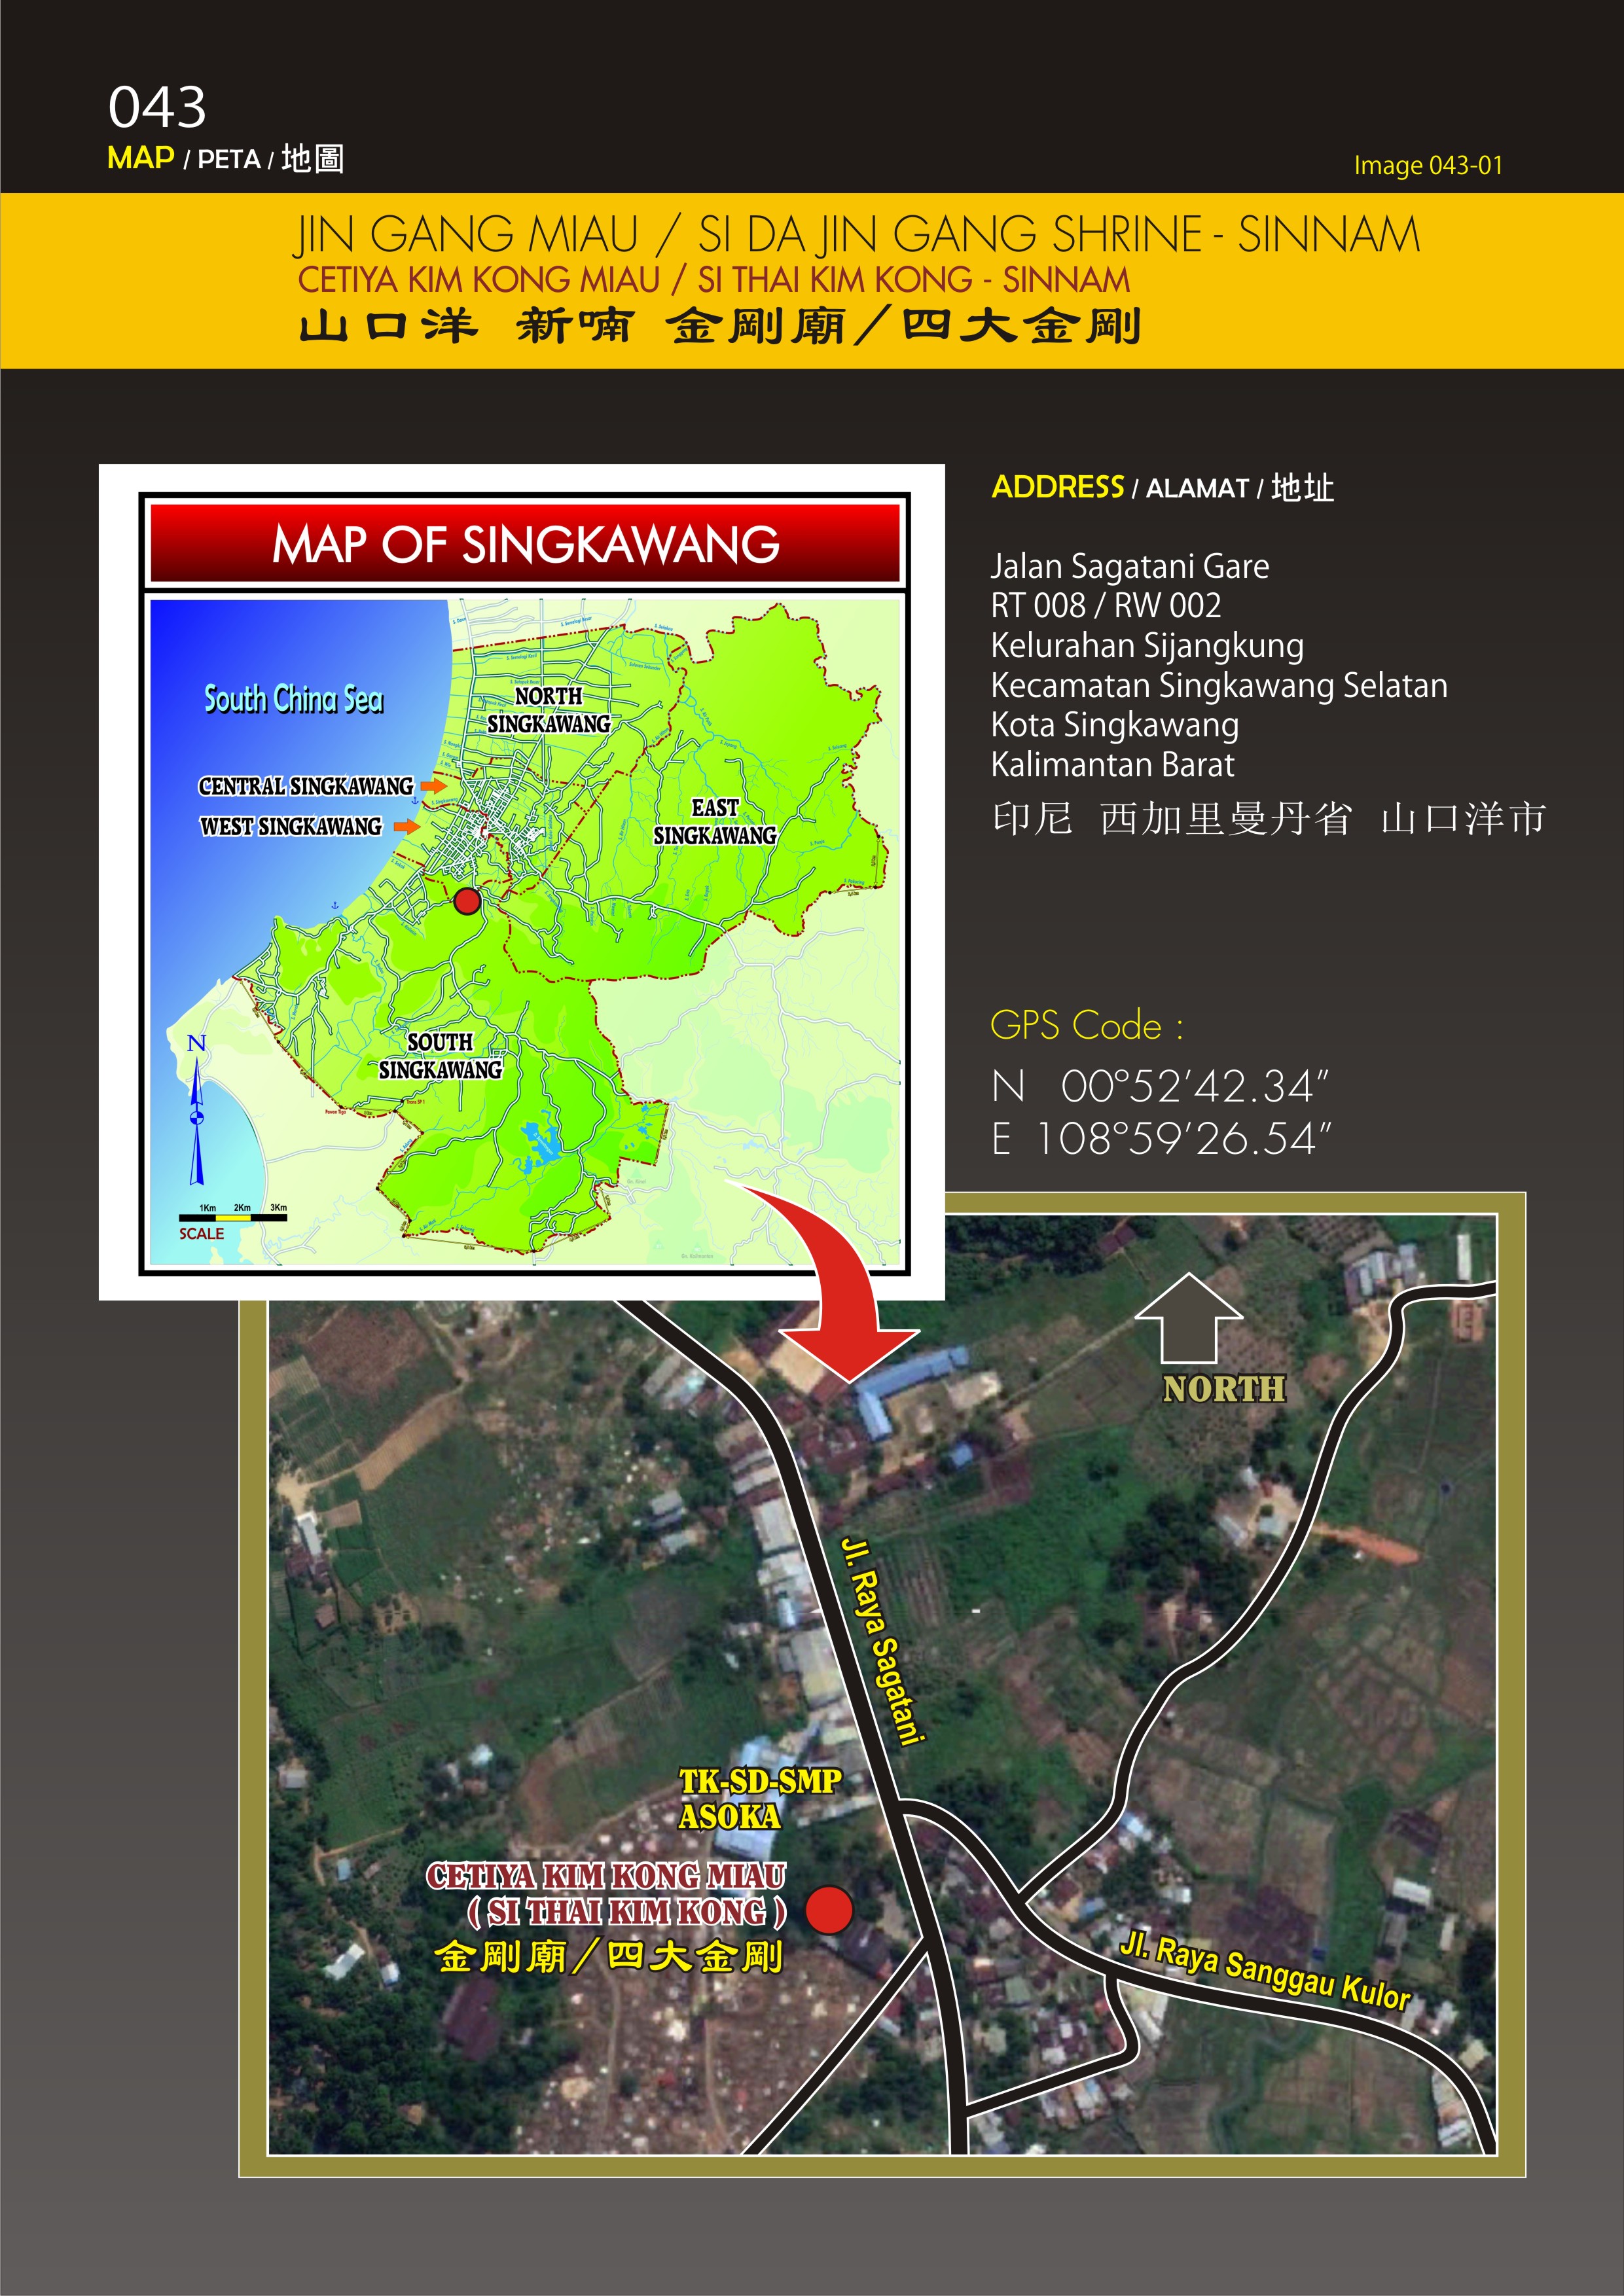 043
MAP / PETA / 地圖
Image 043-01
JIN GANG MIAU / SI DA JIN GANG SHRINE - SINNAM
CETIYA KIM KONG MIAU / SI THAI KIM KONG - SINNAM
山口洋 新喃 金剛廟/四大金剛
MAP OF SINGKAWANG
South China Sea
NORTH
SINGKAWANG
CENTRAL SINGKAWANG
WEST SINGKAWANG
EAST
SINGKAWANG
SOUTH
SINGKAWANG
N
1Km 2Km 3Km
SCALE
ADDRESS / ALAMAT / 地址
Jalan Sagatani Gare
RT 008 / RW 002
Kelurahan Sijangkung
Kecamatan Singkawang Selatan
Kota Singkawang
Kalimantan Barat
印尼 西加里曼丹省 山口洋市
GPS Code :
N 00°52'42.34"
E 108°59'26.54"
NORTH
Jl. Raya Sagatani
TK-SD-SMP
ASOKA
CETIYA KIM KONG MIAU
( SI THAI KIM KONG )
金剛廟/四大金剛
Jl. Raya Sanggau Kulor